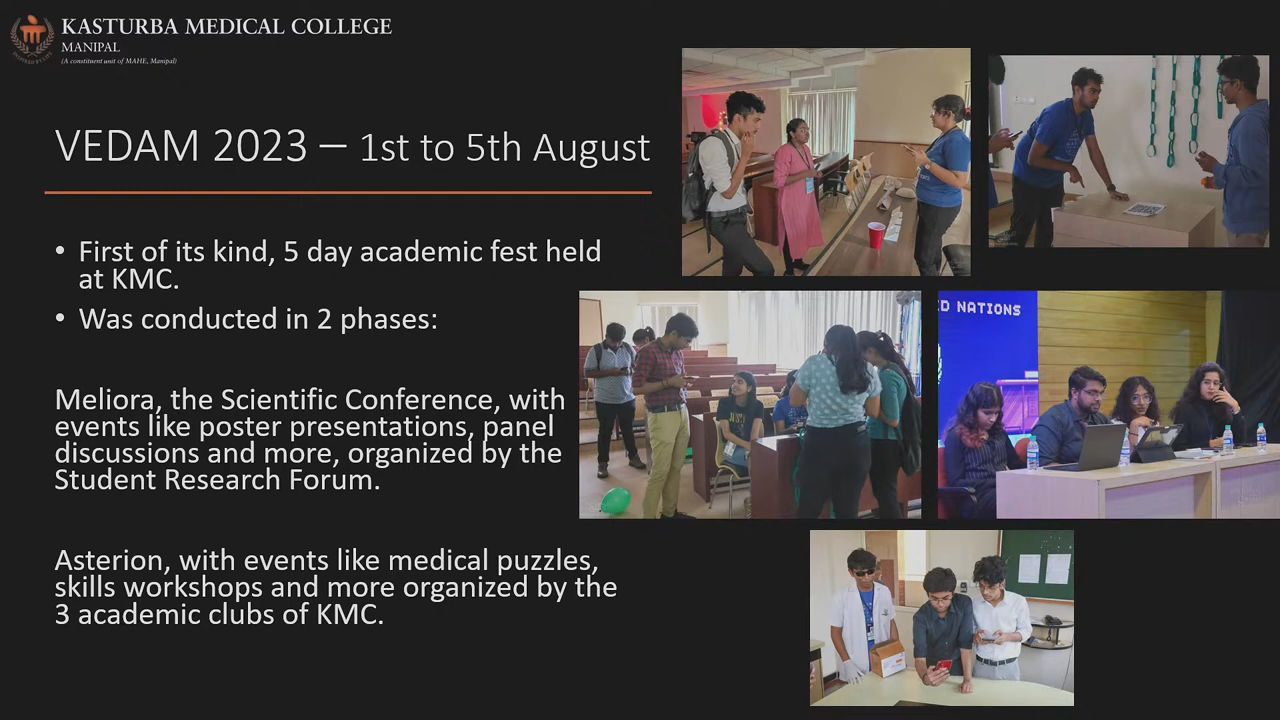 KASTURBA MEDICAL COLLEGE
MANIPAL
(A constituent unit of MAHE, Manipal)
VEDAM 2023 – 1st to 5th August
• First of its kind, 5 day academic fest held
at KMC.
• Was conducted in 2 phases:
Meliora, the Scientific Conference, with
events like poster presentations, panel
discussions and more, organized by the
Student Research Forum.
Asterion, with events like medical puzzles,
skills workshops and more organized by the
3 academic clubs of KMC.
ED NATIONS